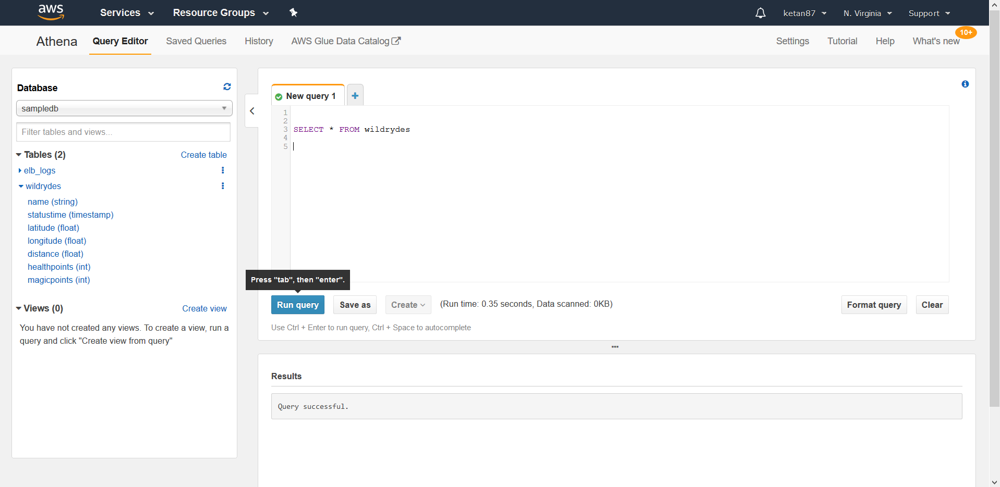 aws
Services
Resource Groups
ketan87
N. Virginia
Support
Athena
Query Editor
Saved Queries
History
AWS Glue Data Catalog
Settings
Tutorial
Help
What's new
10+
Database
sampledb
Filter tables and views...
Tables (2)
Create table
elb_logs
wildrydes
name (string)
statustime (timestamp)
latitude (float)
longitude (float)
distance (float)
healthpoints (int)
magicpoints (int)
Views (0)
Create view
You have not created any views. To create a view, run a
query and click "Create view from query"
New query 1
1
2
3 SELECT * FROM wildrydes
4
5
Press "tab", then "enter".
Run query
Save as
Create
(Run time: 0.35 seconds, Data scanned: 0KB)
Format query
Clear
Use Ctrl + Enter to run query, Ctrl + Space to autocomplete
Results
Query successful.